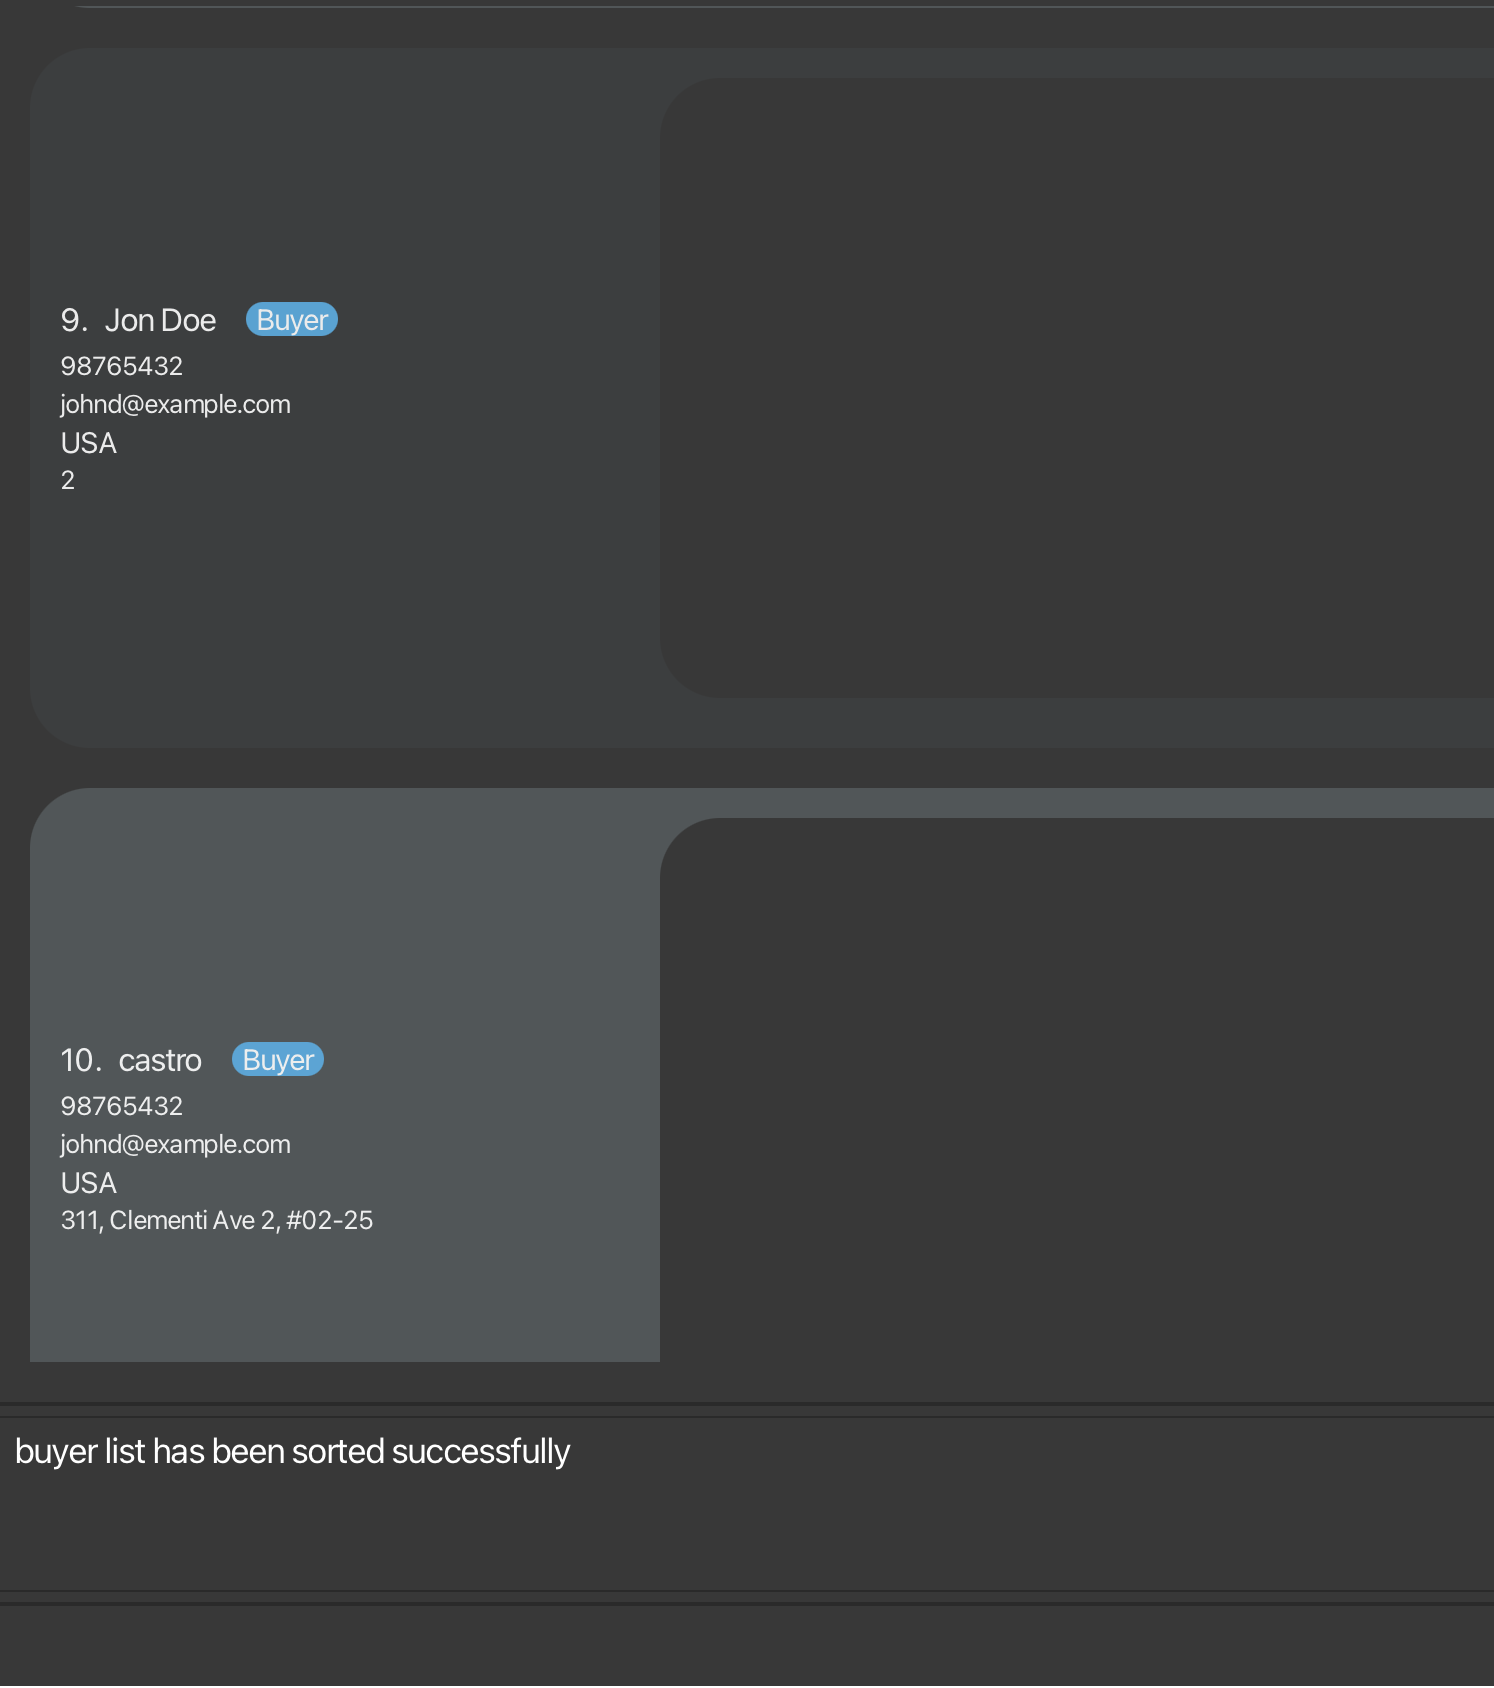 9. Jon Doe Buyer
98765432
johnd@example.com
USA
2
10. castro Buyer
98765432
johnd@example.com
USA
311, Clementi Ave 2, #02-25
buyer list has been sorted successfully